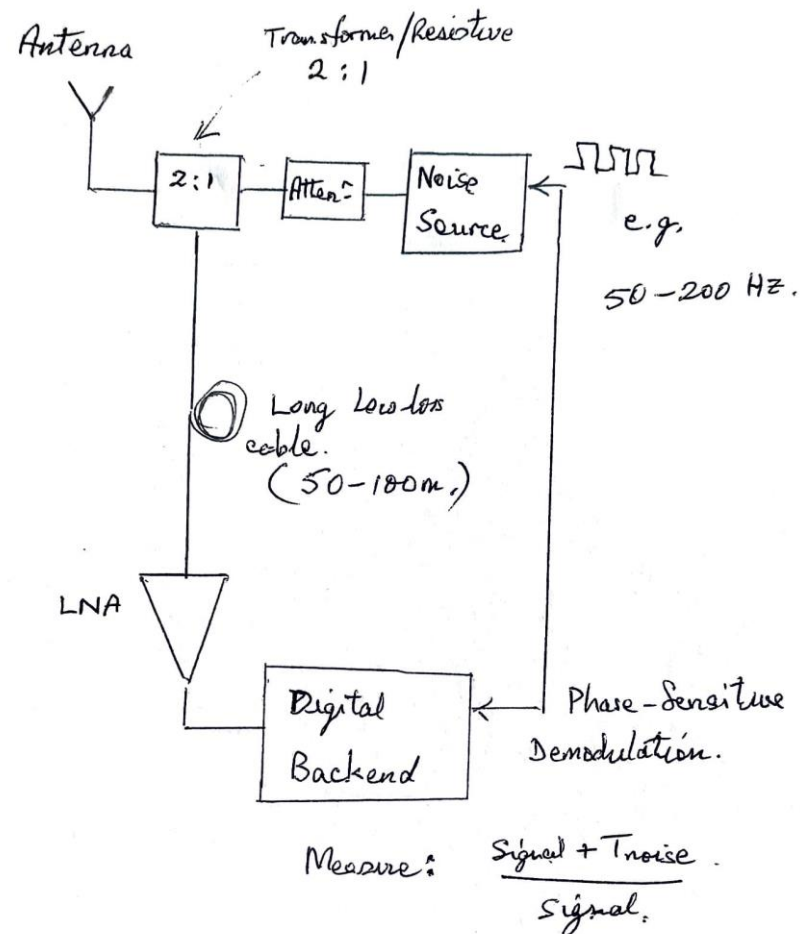 Antenna
Transformer/Resistive
2:1
2:1
Atten:
Noise
Source
e.g.
50-200 HZ.
Long Low loss
cable.
(50-100m.)
LNA
Digital
Backend
Phase-Sensitive
Demodulation.
Measure: Signal + Tnoise.
Signal.